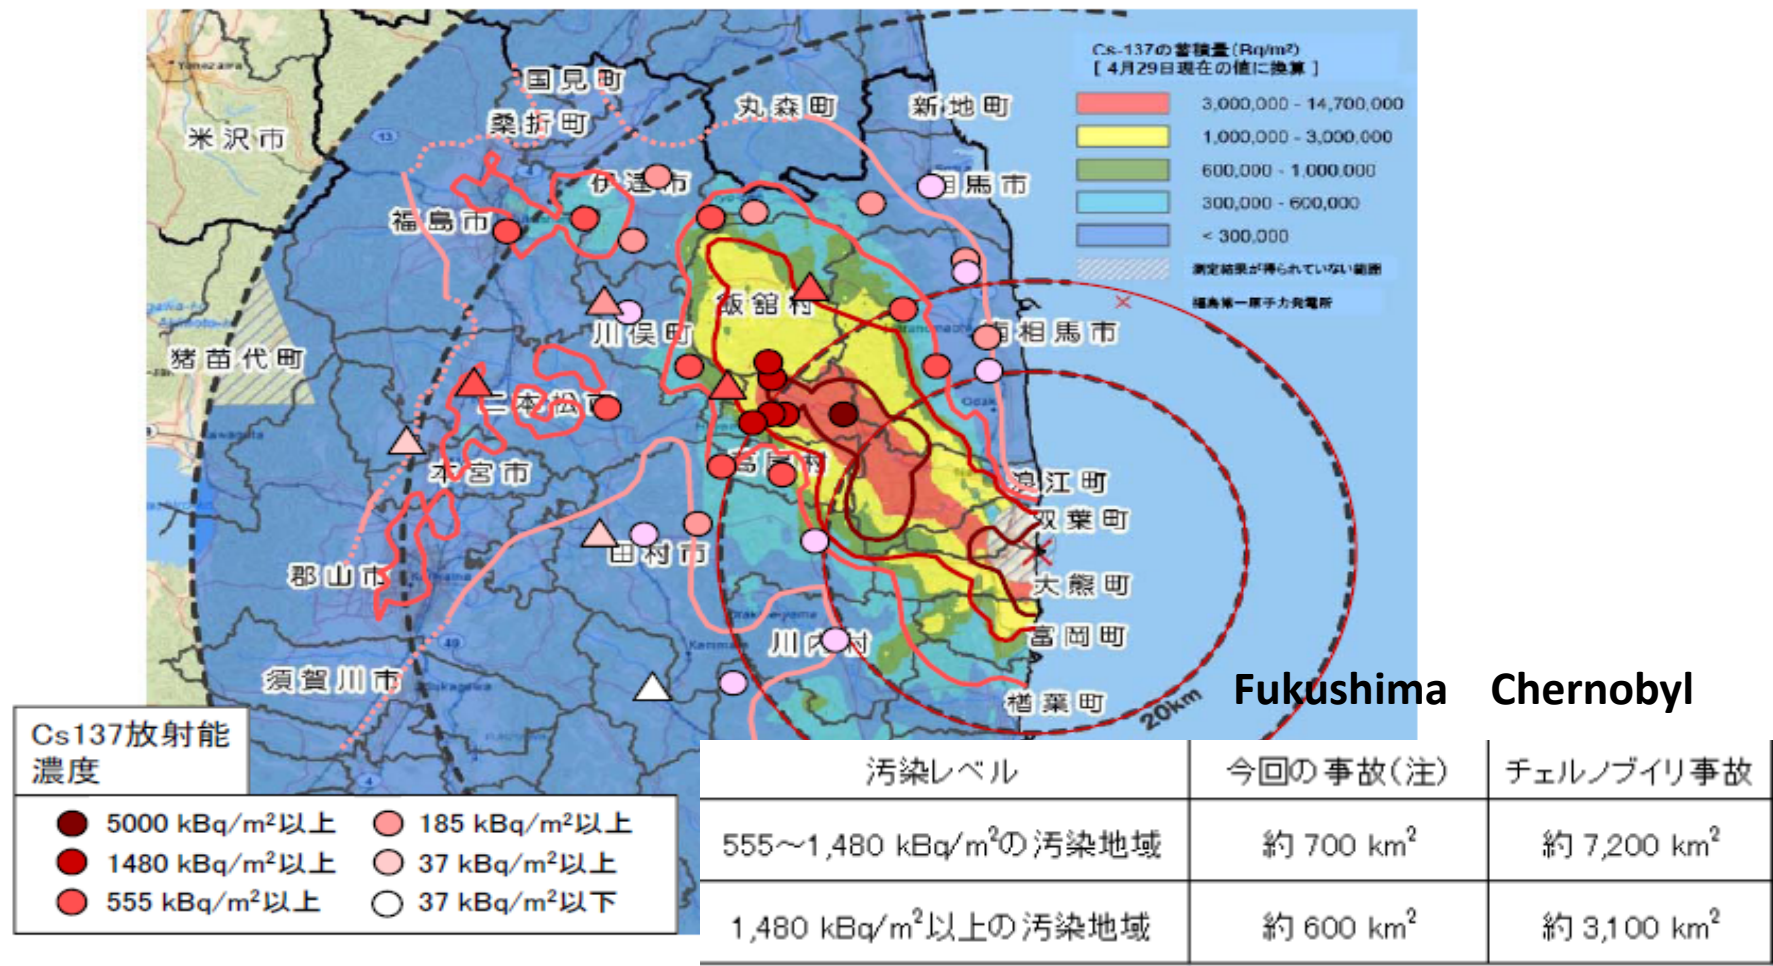 Cs-137の蓄積量(Bq/m²)
[ 4月29日現在の値に換算 ]
3,000,000 - 14,700,000
1,000,000 - 3,000,000
600,000 - 1,000,000
300,000 - 600,000
< 300,000
測定結果が得られていない範囲
福島第一原子力発電所
Yonezawa
国見町
桑折町
丸森町
新地町
米沢市
13
4
伊達市
相馬市
福島市
飯舘村
川俣町
南相馬市
猪苗代町
二本松市
Odaka
本宮市
葛尾村
浪江町
双葉町
田村市
郡山市
大熊町
川内村
富岡町
49
須賀川市
楢葉町
20km
4
Fukushima Chernobyl
Cs137放射能
濃度
5000 kBq/m²以上
185 kBq/m²以上
1480 kBq/m²以上
37 kBq/m²以上
555 kBq/m²以上
37 kBq/m²以下
汚染レベル 今回の事故(注) チェルノブイリ事故
555～1,480 kBq/m²の汚染地域 約 700 km² 約 7,200 km²
1,480 kBq/m²以上の汚染地域 約 600 km² 約 3,100 km²